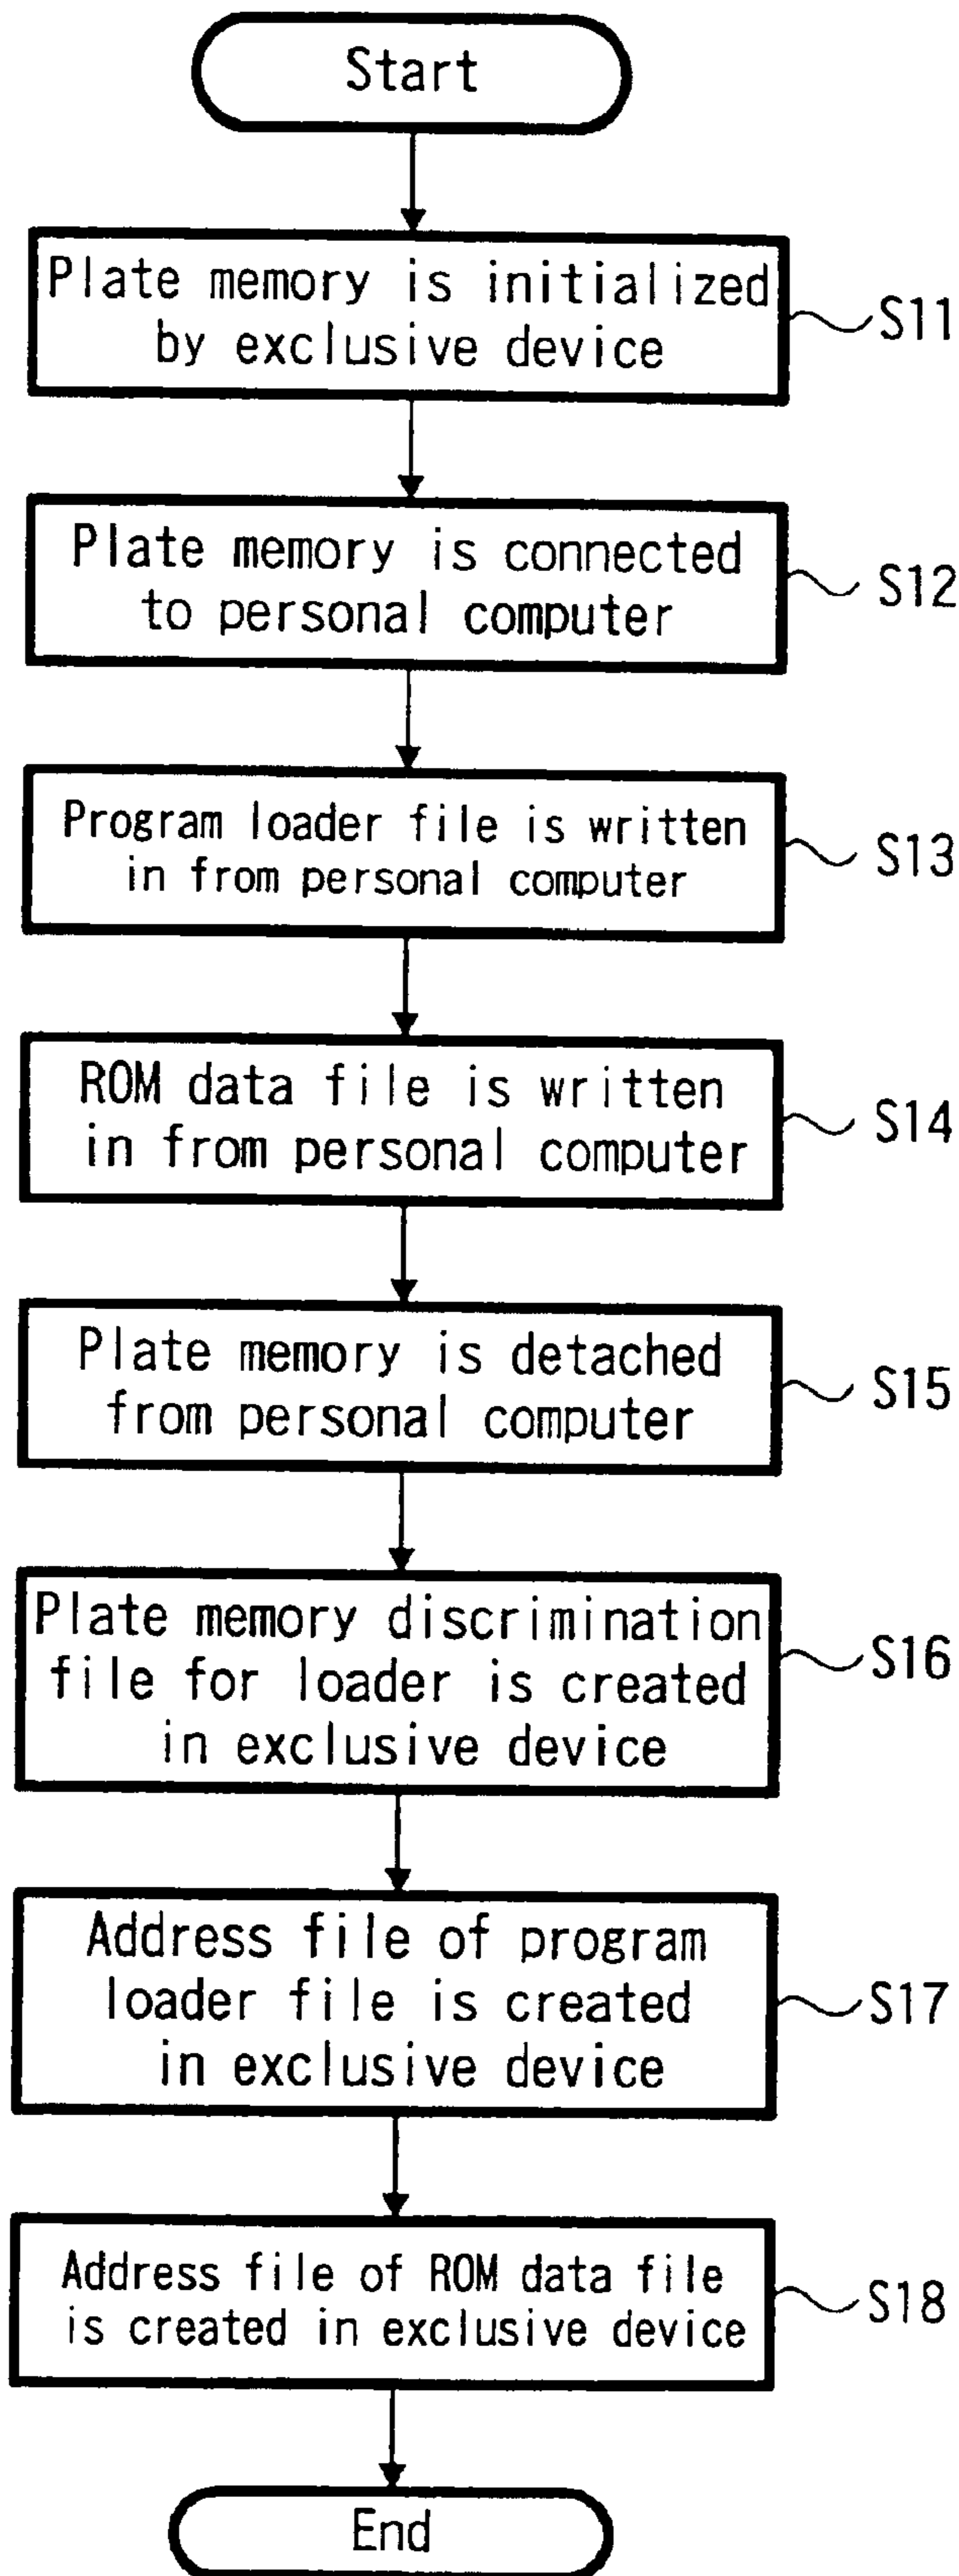 Start
Plate memory is initialized
by exclusive device
S11
Plate memory is connected
to personal computer
S12
Program loader file is written
in from personal computer
S13
ROM data file is written
in from personal computer
S14
Plate memory is detached
from personal computer
S15
Plate memory discrimination
file for loader is created
in exclusive device
S16
Address file of program
loader file is created
in exclusive device
S17
Address file of ROM data file
is created in exclusive device
S18
End